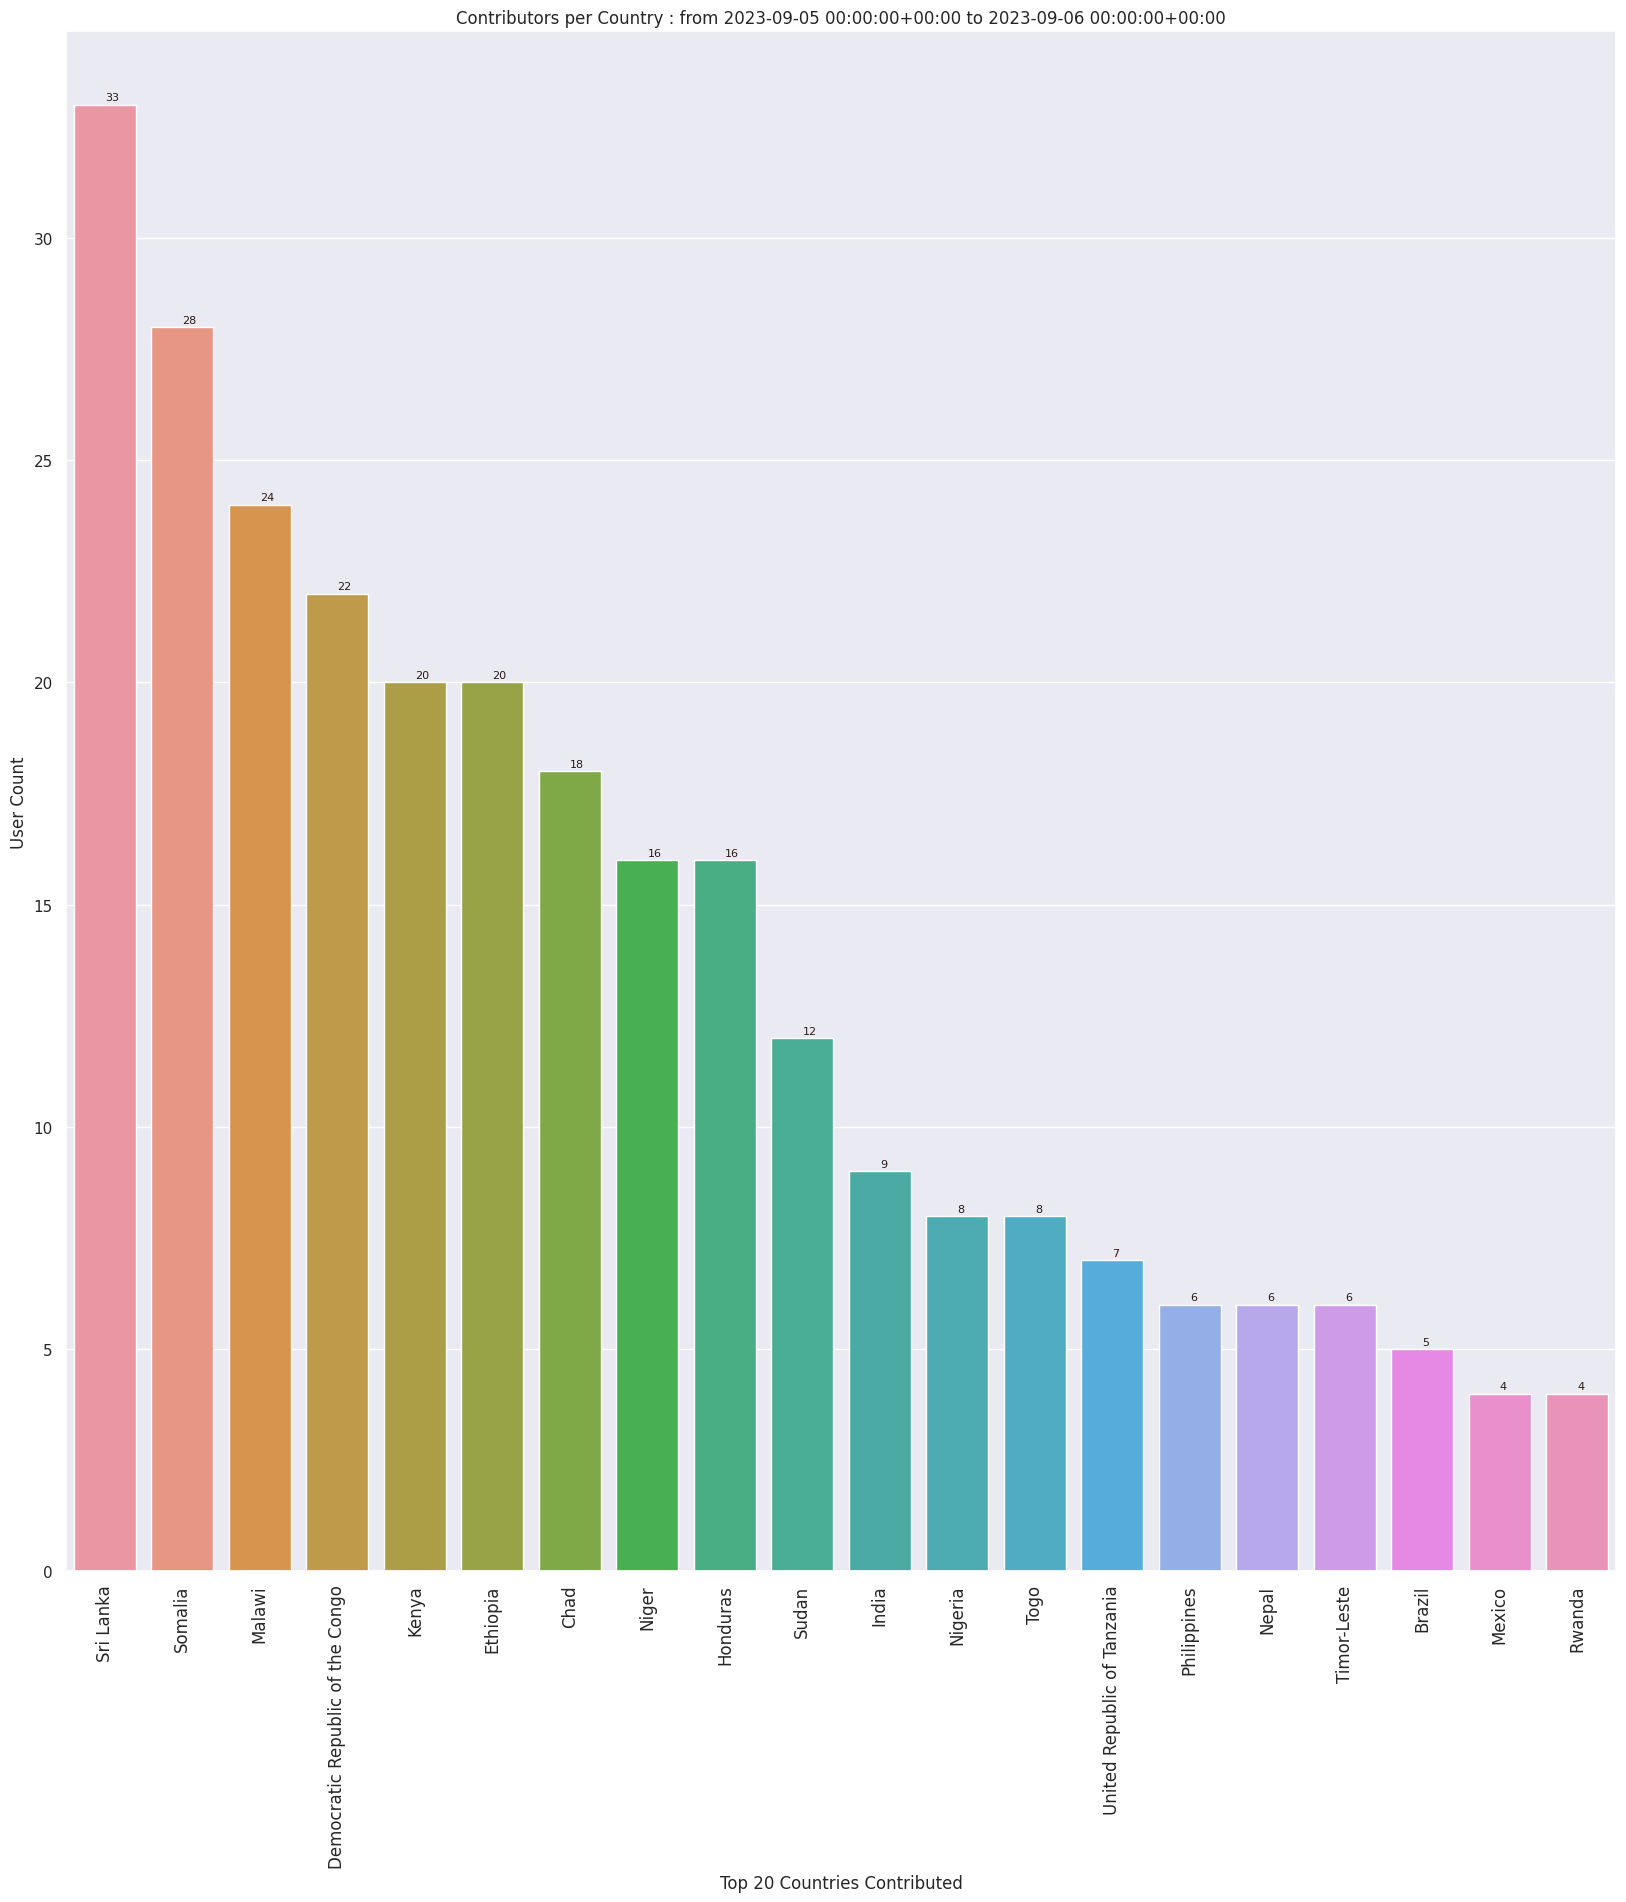 Contributors per Country : from 2023-09-05 00:00:00+00:00 to 2023-09-06 00:00:00+00:00
33
30
28
25
24
22
20
20
20
18
User Count
16
16
15
12
10
9
8
8
7
6
6
6
5
5
4
4
0
Sri Lanka
Somalia
Malawi
Democratic Republic of the Congo
Kenya
Ethiopia
Chad
Niger
Honduras
Sudan
India
Nigeria
Togo
United Republic of Tanzania
Philippines
Nepal
Timor-Leste
Brazil
Mexico
Rwanda
Top 20 Countries Contributed